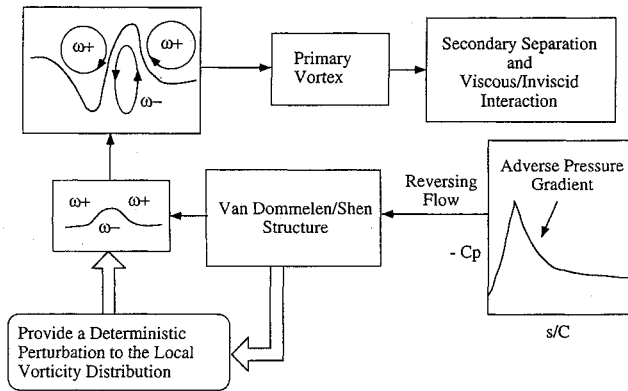 ω+
ω+
ω−
Primary
Vortex
Secondary Separation
and
Viscous/Inviscid
Interaction
ω+
ω+
ω−
Van Dommelen/Shen
Structure
Reversing
Flow
Adverse Pressure
Gradient
- Cp
s/C
Provide a Deterministic
Perturbation to the Local
Vorticity Distribution